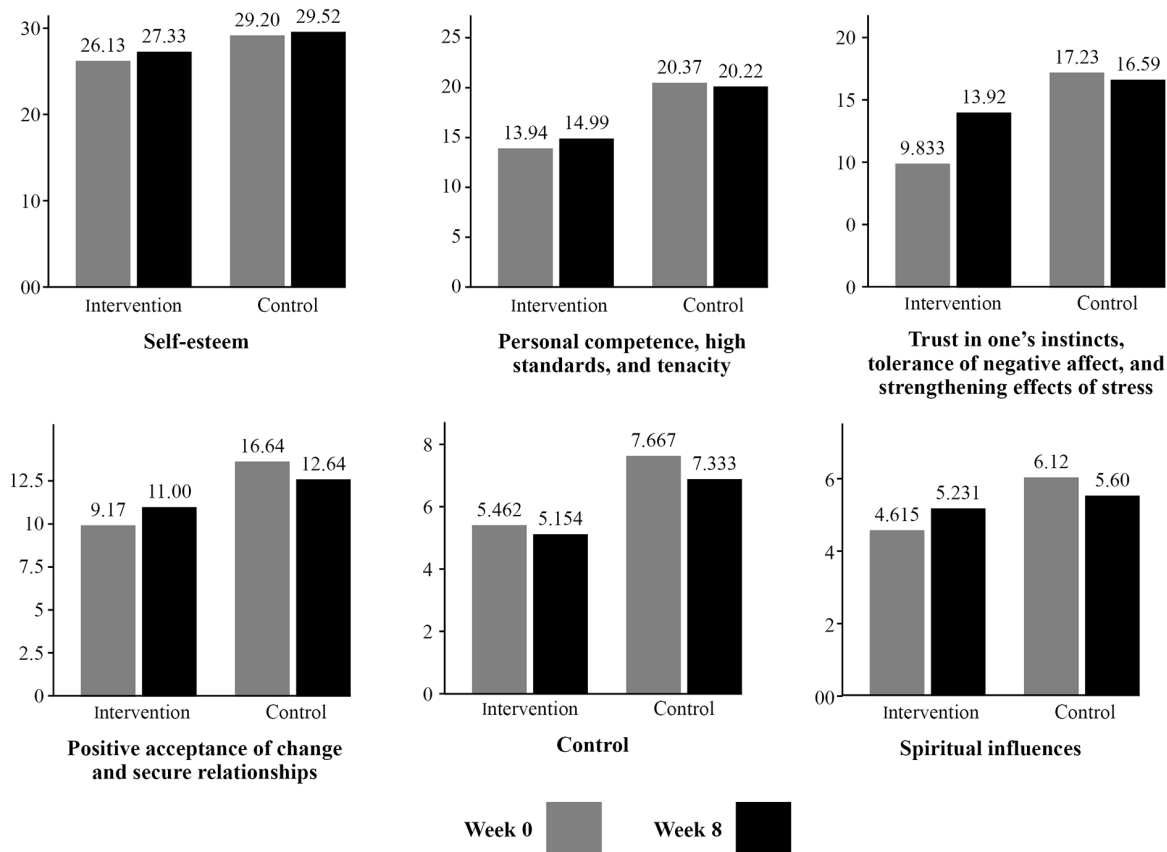 30
20
10
00
26.13 27.33 29.20 29.52
Intervention Control
Self-esteem
25
20
15
10
5
0
13.94 14.99 20.37 20.22
Intervention Control
Personal competence, high
standards, and tenacity
20
15
10
0
0
9.833 13.92 17.23 16.59
Intervention Control
Trust in one’s instincts,
tolerance of negative affect, and
strengthening effects of stress
12.5
10
7.5
5
2.5
0
9.17 11.00 16.64 12.64
Intervention Control
Positive acceptance of change
and secure relationships
8
6
4
2
0
5.462 5.154 7.667 7.333
Intervention Control
Control
6
4
2
00
4.615 5.231 6.12 5.60
Intervention Control
Spiritual influences
Week 0 Week 8